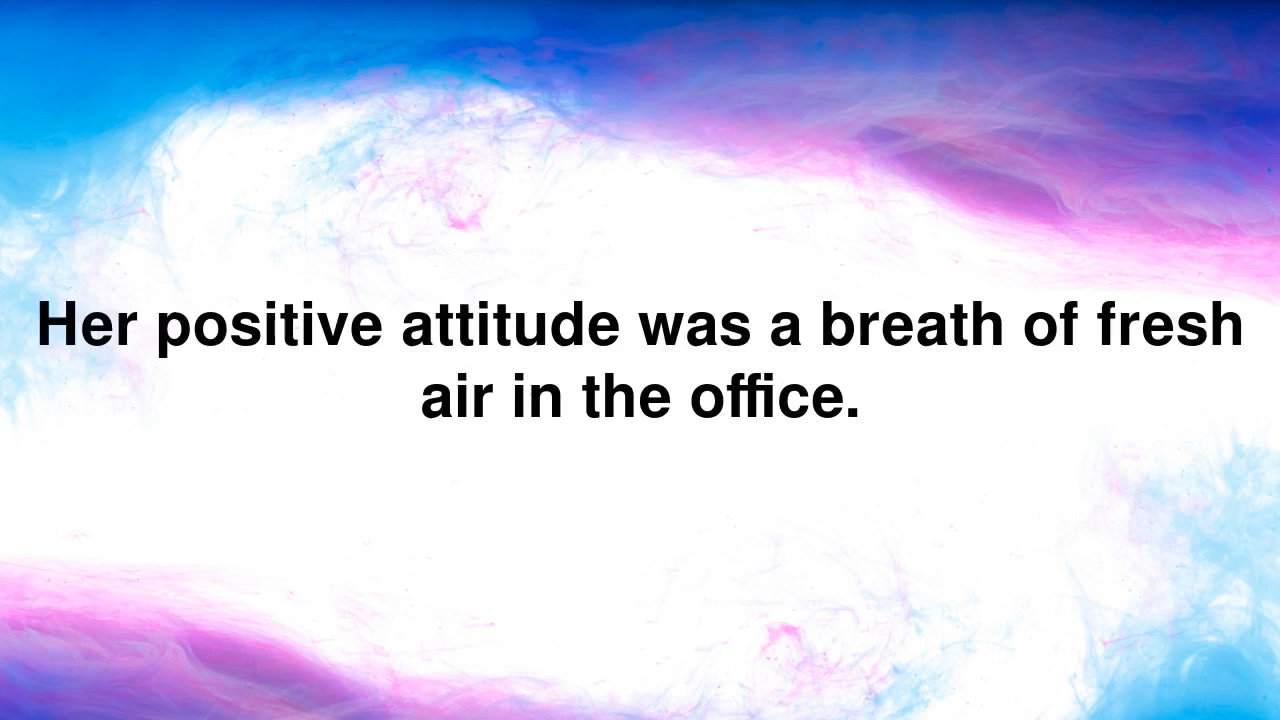 Her positive attitude was a breath of fresh
air in the office.